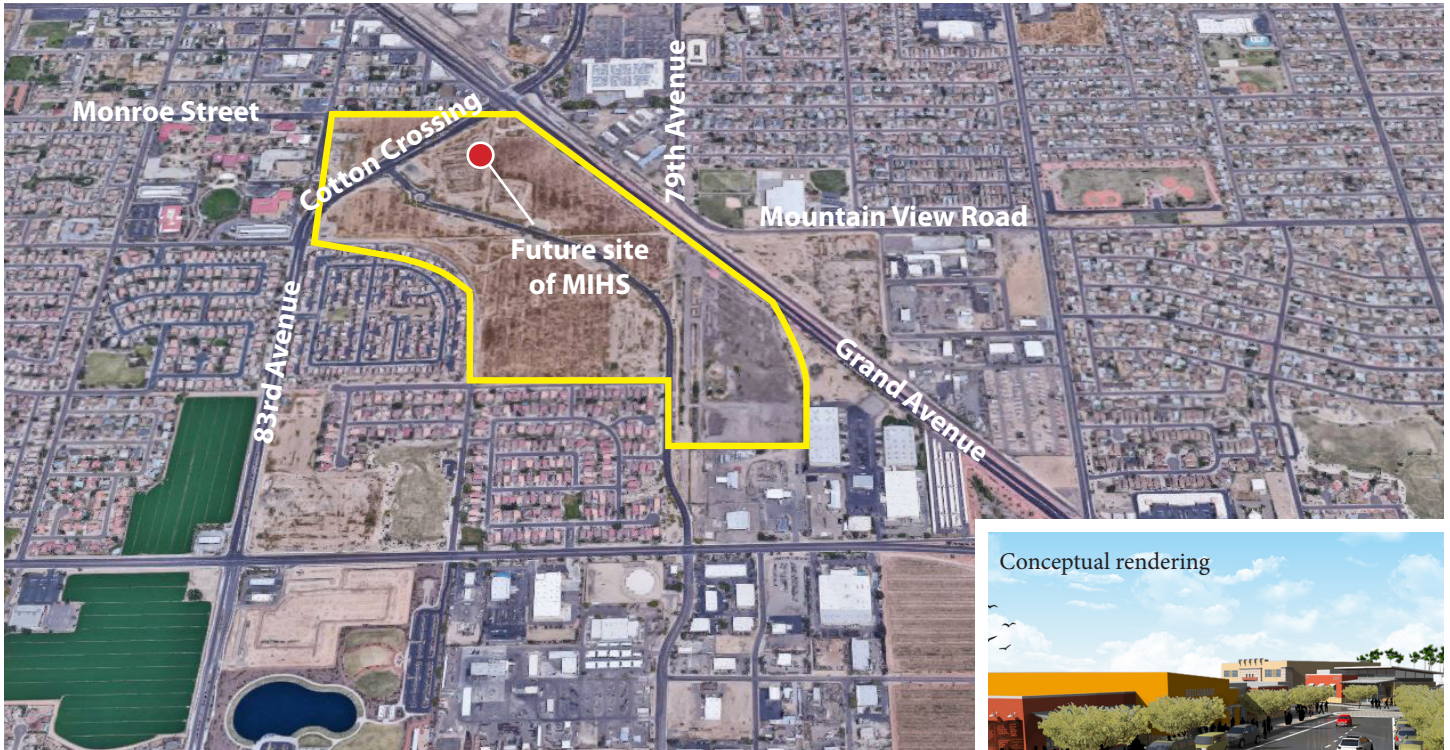 Monroe Street
Cotton Crossing
79th Avenue
Mountain View Road
Future site
of MIHS
83rd Avenue
Grand Avenue
Conceptual rendering